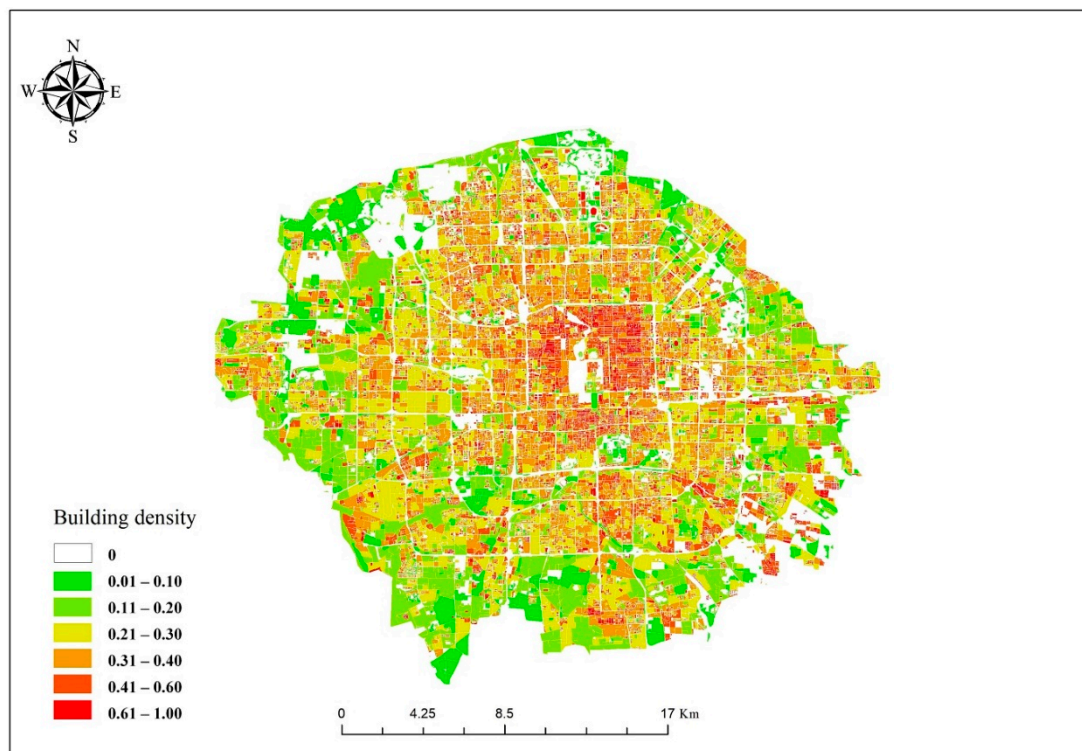 N
W E
S
Building density
0
0.01 – 0.10
0.11 – 0.20
0.21 – 0.30
0.31 – 0.40
0.41 – 0.60
0.61 – 1.00
0 4.25 8.5 17 Km